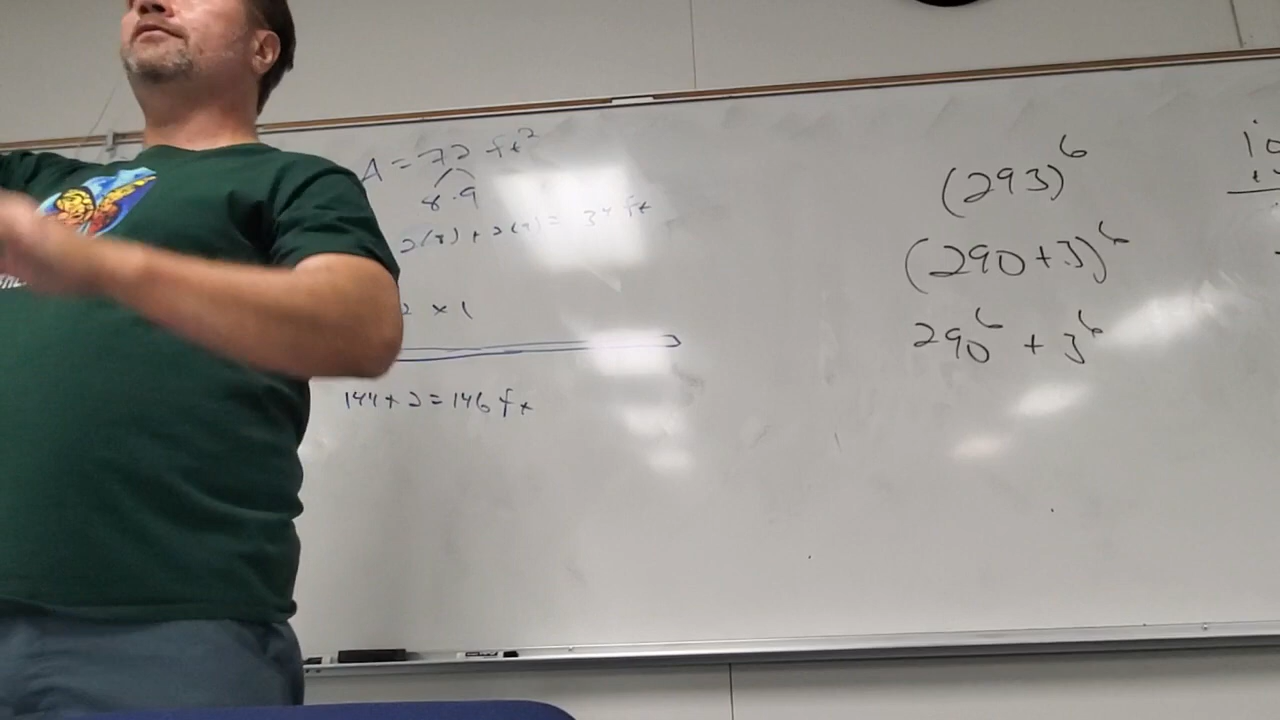 A = 72 ft²
8·9
2(8) + 2(9) = 34 ft
2 x 1
144 + 2 = 146 ft
(293)⁶
(290+3)⁶
290⁶ + 3⁶